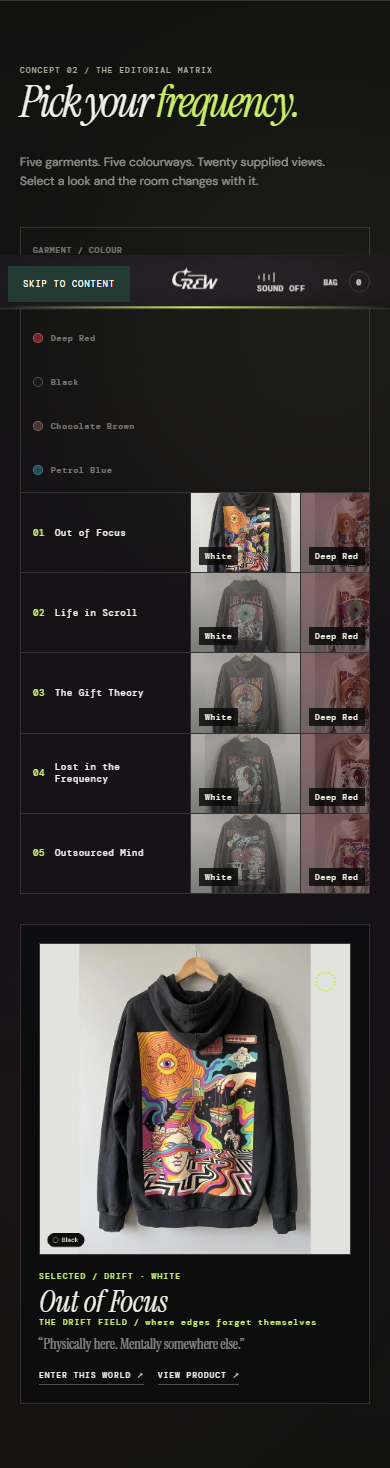 CONCEPT 02 / THE EDITORIAL MATRIX
Pick your frequency.
Five garments. Five colourways. Twenty supplied views.
Select a look and the room changes with it.
GARMENT / COLOUR
SKIP TO CONTENT
CREW
SOUND OFF
BAG
0
Deep Red
Black
Chocolate Brown
Petrol Blue
01 Out of Focus
White
Deep Red
02 Life in Scroll
White
Deep Red
03 The Gift Theory
White
Deep Red
04 Lost in the
Frequency
White
Deep Red
05 Outsourced Mind
White
Deep Red
Black
SELECTED / DRIFT · WHITE
Out of Focus
THE DRIFT FIELD / where edges forget themselves
“Physically here. Mentally somewhere else.”
ENTER THIS WORLD ↗ VIEW PRODUCT ↗